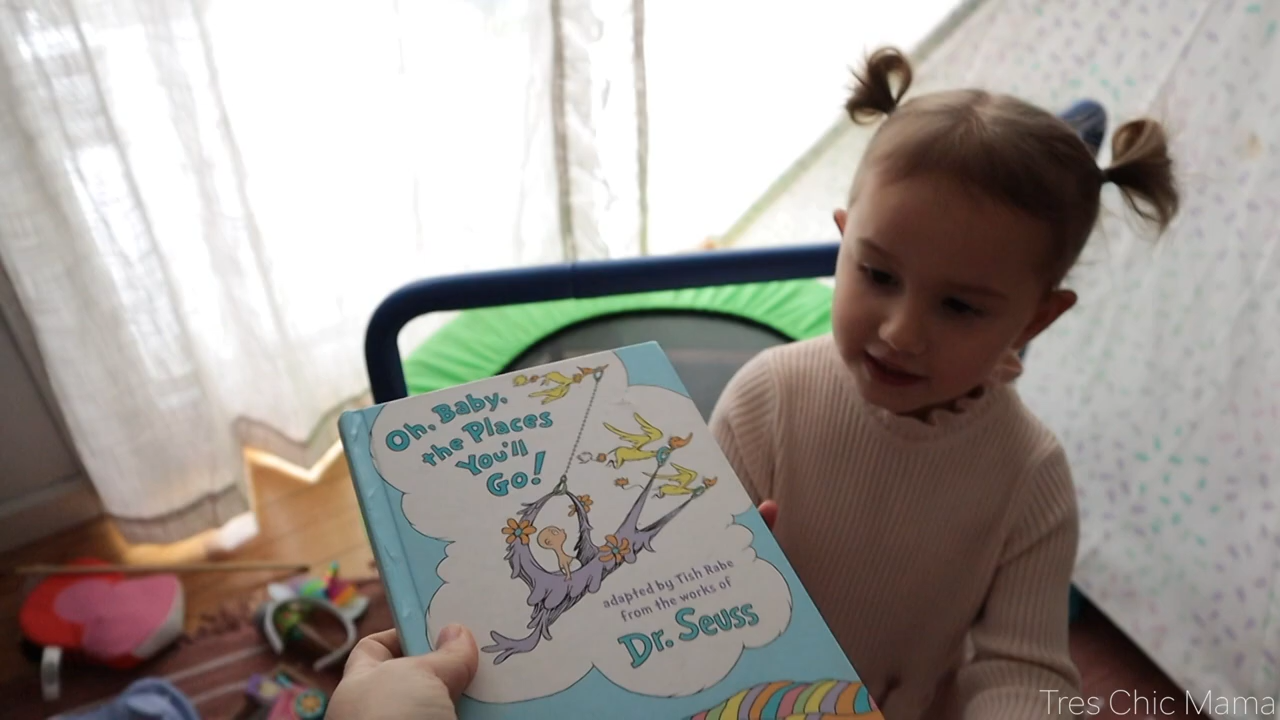 Oh, Baby,
the Places
You'll
Go!
adapted by Tish Rabe
from the works of
Dr. Seuss
Tres Chic Mama